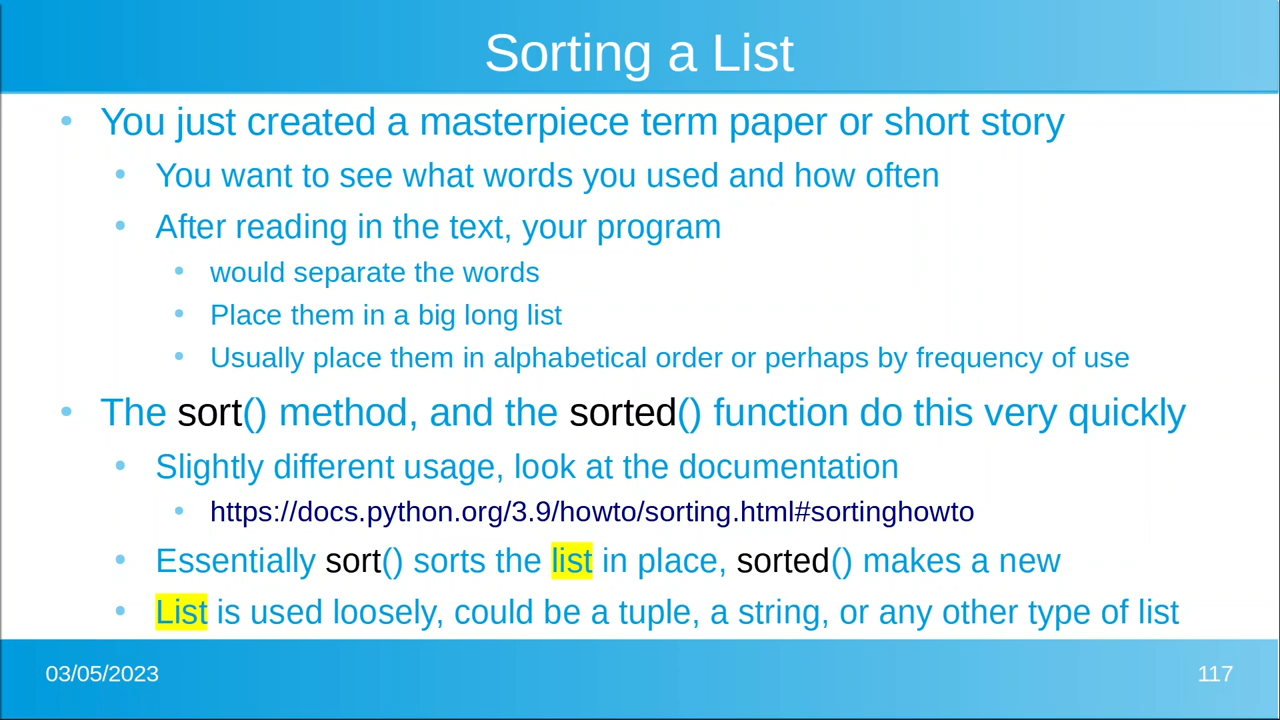 Sorting a List
You just created a masterpiece term paper or short story
You want to see what words you used and how often
After reading in the text, your program
would separate the words
Place them in a big long list
Usually place them in alphabetical order or perhaps by frequency of use
The sort() method, and the sorted() function do this very quickly
Slightly different usage, look at the documentation
https://docs.python.org/3.9/howto/sorting.html#sortinghowto
Essentially sort() sorts the list in place, sorted() makes a new
List is used loosely, could be a tuple, a string, or any other type of list
03/05/2023
117